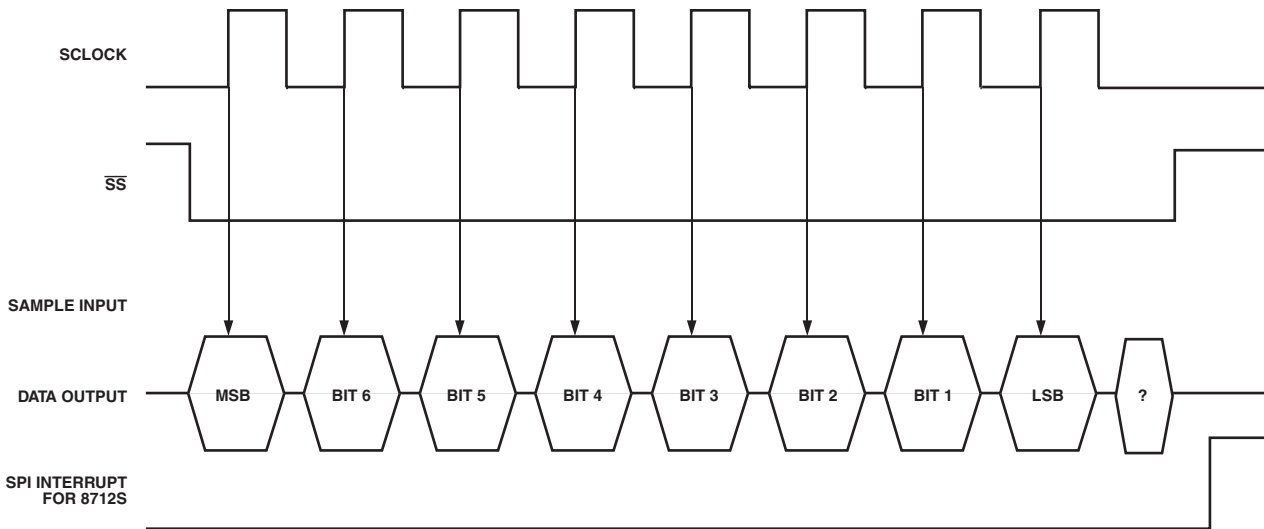 SCLOCK
SS
SAMPLE INPUT
DATA OUTPUT
MSB
BIT 6
BIT 5
BIT 4
BIT 3
BIT 2
BIT 1
LSB
?
SPI INTERRUPT
FOR 8712S